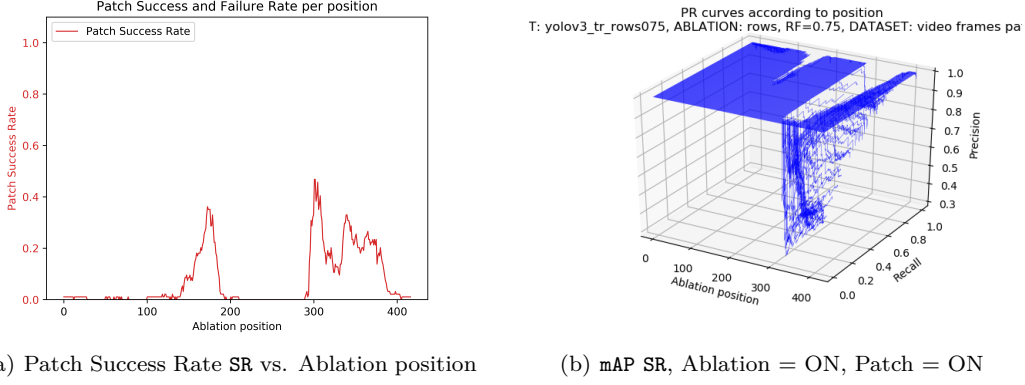 Patch Success and Failure Rate per position
Patch Success Rate
1.0
0.8
0.6
0.4
0.2
0.0
Patch Success Rate
0 100 200 300 400
Ablation position
PR curves according to position
T: yolov3_tr_rows075, ABLATION: rows, RF=0.75, DATASET: video frames pa
1.0
0.9
0.8
0.7
0.6
0.5
0.4
0.3
Precision
0 100 200 300 400
Ablation position
0.0 0.2 0.4 0.6 0.8 1.0
Recall
) Patch Success Rate SR vs. Ablation position
(b) mAP SR, Ablation = ON, Patch = ON